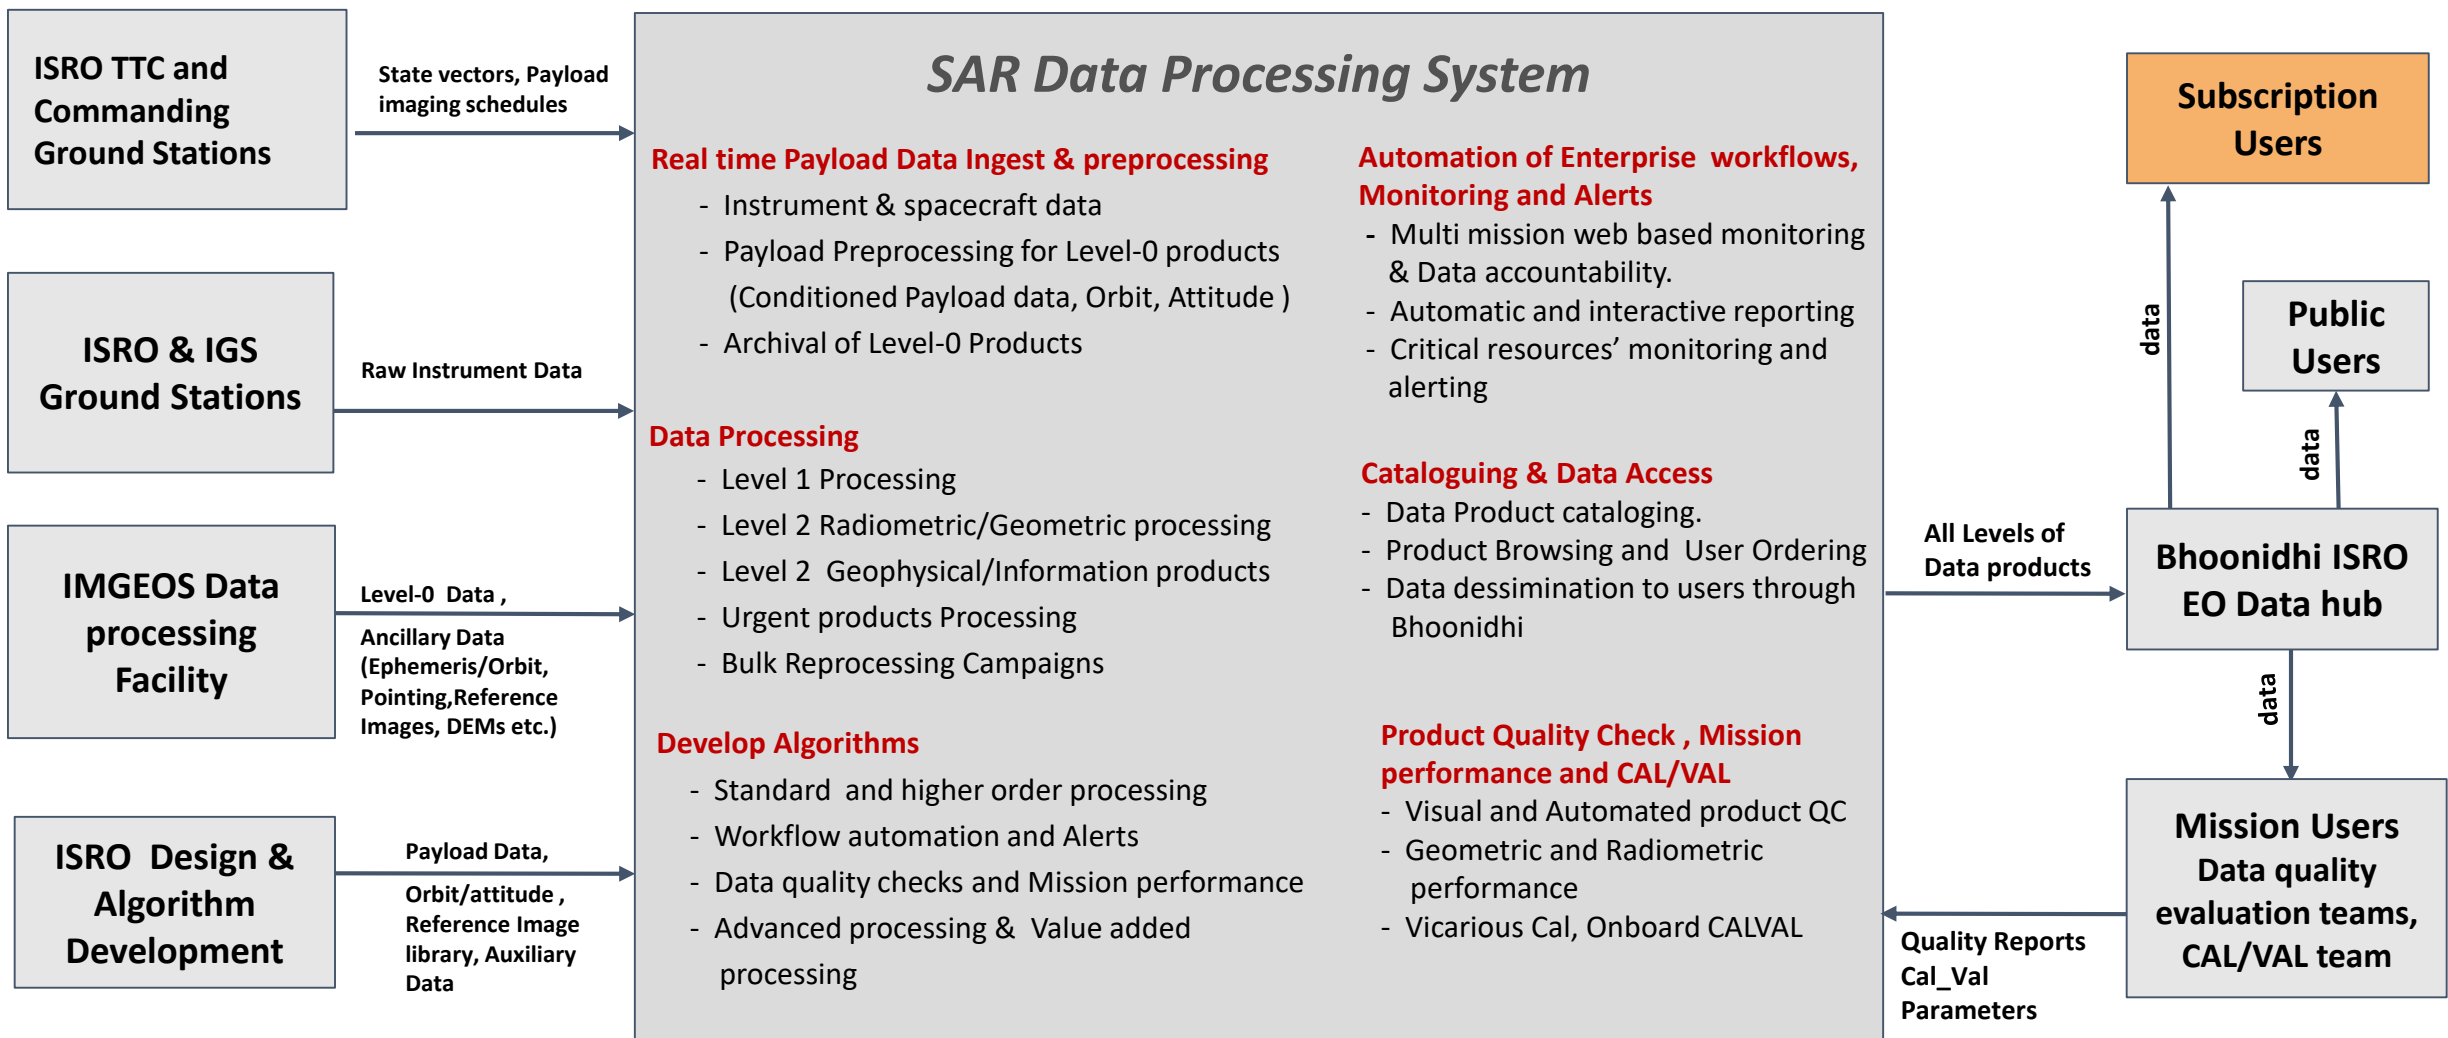 ISRO TTC and
Commanding
Ground Stations
State vectors, Payload
imaging schedules
ISRO & IGS
Ground Stations
Raw Instrument Data
IMGEOS Data
processing
Facility
Level-0 Data ,
Ancillary Data
(Ephemeris/Orbit,
Pointing,Reference
Images, DEMs etc.)
ISRO Design &
Algorithm
Development
Payload Data,
Orbit/attitude ,
Reference Image
library, Auxiliary
Data
SAR Data Processing System
Real time Payload Data Ingest & preprocessing
- Instrument & spacecraft data
- Payload Preprocessing for Level-0 products
(Conditioned Payload data, Orbit, Attitude )
- Archival of Level-0 Products
Data Processing
- Level 1 Processing
- Level 2 Radiometric/Geometric processing
- Level 2 Geophysical/Information products
- Urgent products Processing
- Bulk Reprocessing Campaigns
Develop Algorithms
- Standard and higher order processing
- Workflow automation and Alerts
- Data quality checks and Mission performance
- Advanced processing & Value added
processing
Automation of Enterprise workflows,
Monitoring and Alerts
- Multi mission web based monitoring
& Data accountability.
- Automatic and interactive reporting
- Critical resources’ monitoring and
alerting
Cataloguing & Data Access
- Data Product cataloging.
- Product Browsing and User Ordering
- Data dessimination to users through
Bhoonidhi
Product Quality Check , Mission
performance and CAL/VAL
- Visual and Automated product QC
- Geometric and Radiometric
performance
- Vicarious Cal, Onboard CALVAL
All Levels of
Data products
Subscription
Users
data
Public
Users
data
Bhoonidhi ISRO
EO Data hub
data
Mission Users
Data quality
evaluation teams,
CAL/VAL team
Quality Reports
Cal_Val
Parameters